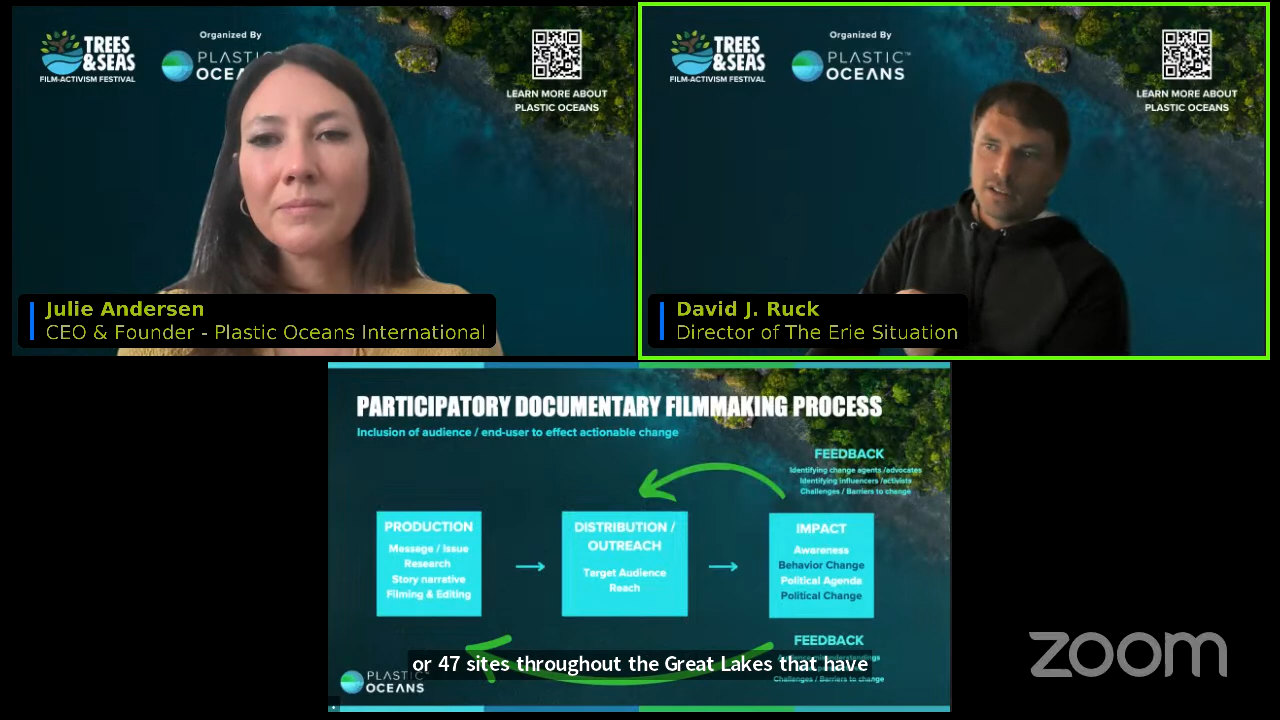 TREES
&SEAS
FILM-ACTIVISM FESTIVAL
Organized By
PLASTIC
OCEANS
LEARN MORE ABOUT
PLASTIC OCEANS
Julie Andersen
CEO & Founder - Plastic Oceans International
TREES
&SEAS
FILM-ACTIVISM FESTIVAL
Organized By
PLASTIC™
OCEANS
LEARN MORE ABOUT
PLASTIC OCEANS
David J. Ruck
Director of The Erie Situation
PARTICIPATORY DOCUMENTARY FILMMAKING PROCESS
Inclusion of audience / end-user to effect actionable change
FEEDBACK
Identifying change agents /advocates
Identifying influencers /activists
Challenges / Barriers to change
PRODUCTION
Message / Issue
Research
Story narrative
Filming & Editing
DISTRIBUTION /
OUTREACH
Target Audience
Reach
IMPACT
Awareness
Behavior Change
Political Agenda
Political Change
FEEDBACK
Challenges / Barriers to change
PLASTIC
OCEANS
or 47 sites throughout the Great Lakes that have
zoom